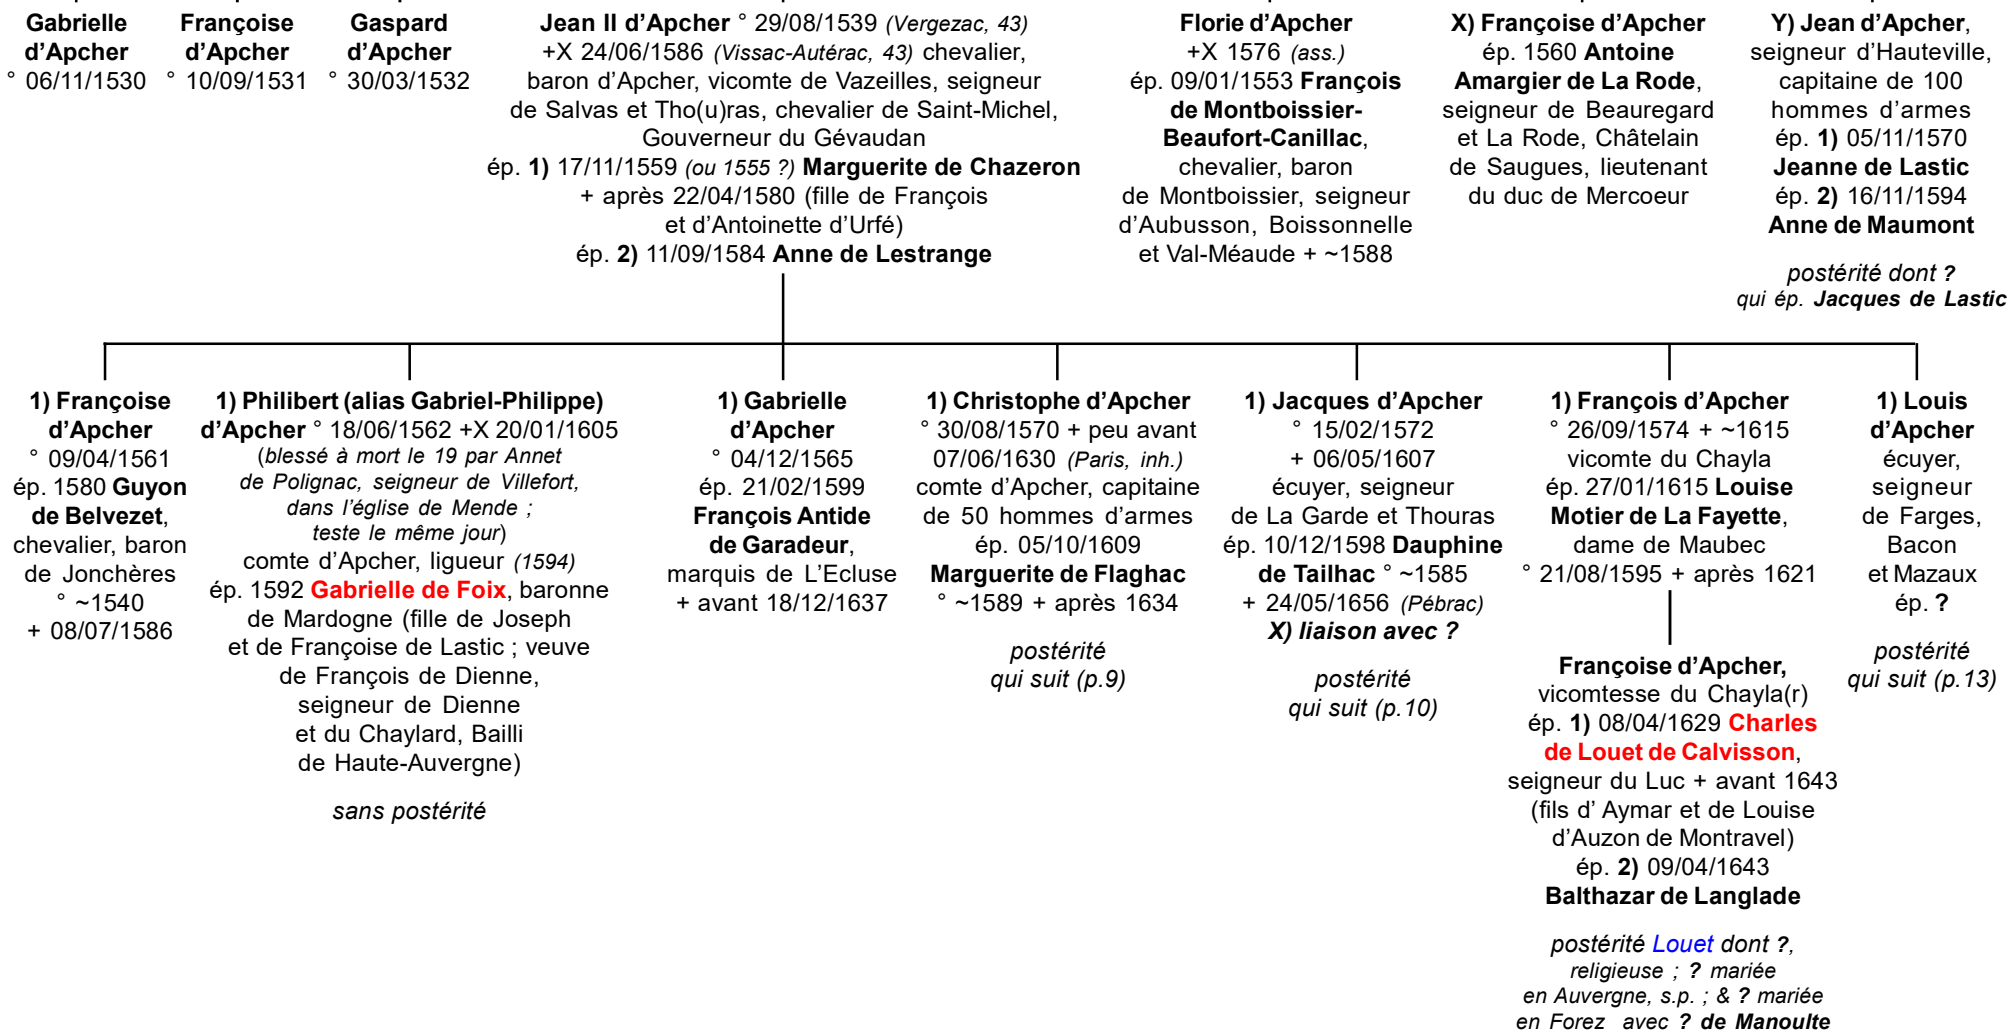 Gabrielle
d'Apcher
° 06/11/1530
Françoise
d'Apcher
° 10/09/1531
Gaspard
d'Apcher
° 30/03/1532
Jean II d'Apcher ° 29/08/1539 (Vergezac, 43)
+X 24/06/1586 (Vissac-Autérac, 43) chevalier,
baron d'Apcher, vicomte de Vazeilles, seigneur
de Salvas et Tho(u)ras, chevalier de Saint-Michel,
Gouverneur du Gévaudan
ép. 1) 17/11/1559 (ou 1555 ?) Marguerite de Chazeron
+ après 22/04/1580 (fille de François
et d'Antoinette d'Urfé)
ép. 2) 11/09/1584 Anne de Lestrange
Florie d'Apcher
+X 1576 (ass.)
ép. 09/01/1553 François
de Montboissier-
Beaufort-Canillac,
chevalier, baron
de Montboissier, seigneur
d'Aubusson, Boissonnelle
et Val-Méaude + ~1588
X) Françoise d'Apcher
ép. 1560 Antoine
Amargier de La Rode,
seigneur de Beauregard
et La Rode, Châtelain
de Saugues, lieutenant
du duc de Mercoeur
Y) Jean d'Apcher,
seigneur d'Hauteville,
capitaine de 100
hommes d'armes
ép. 1) 05/11/1570
Jeanne de Lastic
ép. 2) 16/11/1594
Anne de Maumont
postérité dont ?
qui ép. Jacques de Lastic
1) Françoise
d'Apcher
° 09/04/1561
ép. 1580 Guyon
de Belvezet,
chevalier, baron
de Jonchères
° ~1540
+ 08/07/1586
1) Philibert (alias Gabriel-Philippe)
d'Apcher ° 18/06/1562 +X 20/01/1605
(blessé à mort le 19 par Annet
de Polignac, seigneur de Villefort,
dans l'église de Mende ;
teste le même jour)
comte d'Apcher, ligueur (1594)
ép. 1592 Gabrielle de Foix, baronne
de Mardogne (fille de Joseph
et de Françoise de Lastic ; veuve
de François de Dienne,
seigneur de Dienne
et du Chaylard, Bailli
de Haute-Auvergne)
sans postérité
1) Gabrielle
d'Apcher
° 04/12/1565
ép. 21/02/1599
François Antide
de Garadeur,
marquis de L'Ecluse
+ avant 18/12/1637
1) Christophe d'Apcher
° 30/08/1570 + peu avant
07/06/1630 (Paris, inh.)
comte d'Apcher, capitaine
de 50 hommes d'armes
ép. 05/10/1609
Marguerite de Flaghac
° ~1589 + après 1634
postérité
qui suit (p.9)
1) Jacques d'Apcher
° 15/02/1572
+ 06/05/1607
écuyer, seigneur
de La Garde et Thouras
ép. 10/12/1598 Dauphine
de Tailhac ° ~1585
+ 24/05/1656 (Pébrac)
X) liaison avec ?
postérité
qui suit (p.10)
1) François d'Apcher
° 26/09/1574 + ~1615
vicomte du Chayla
ép. 27/01/1615 Louise
Motier de La Fayette,
dame de Maubec
° 21/08/1595 + après 1621
Françoise d'Apcher,
vicomtesse du Chayla(r)
ép. 1) 08/04/1629 Charles
de Louet de Calvisson,
seigneur du Luc + avant 1643
(fils d' Aymar et de Louise
d'Auzon de Montravel)
ép. 2) 09/04/1643
Balthazar de Langlade
postérité Louet dont ?,
religieuse ; ? mariée
en Auvergne, s.p. ; & ? mariée
en Forez avec ? de Manoulte
1) Louis
d'Apcher
écuyer,
seigneur
de Farges,
Bacon
et Mazaux
ép. ?
postérité
qui suit (p.13)